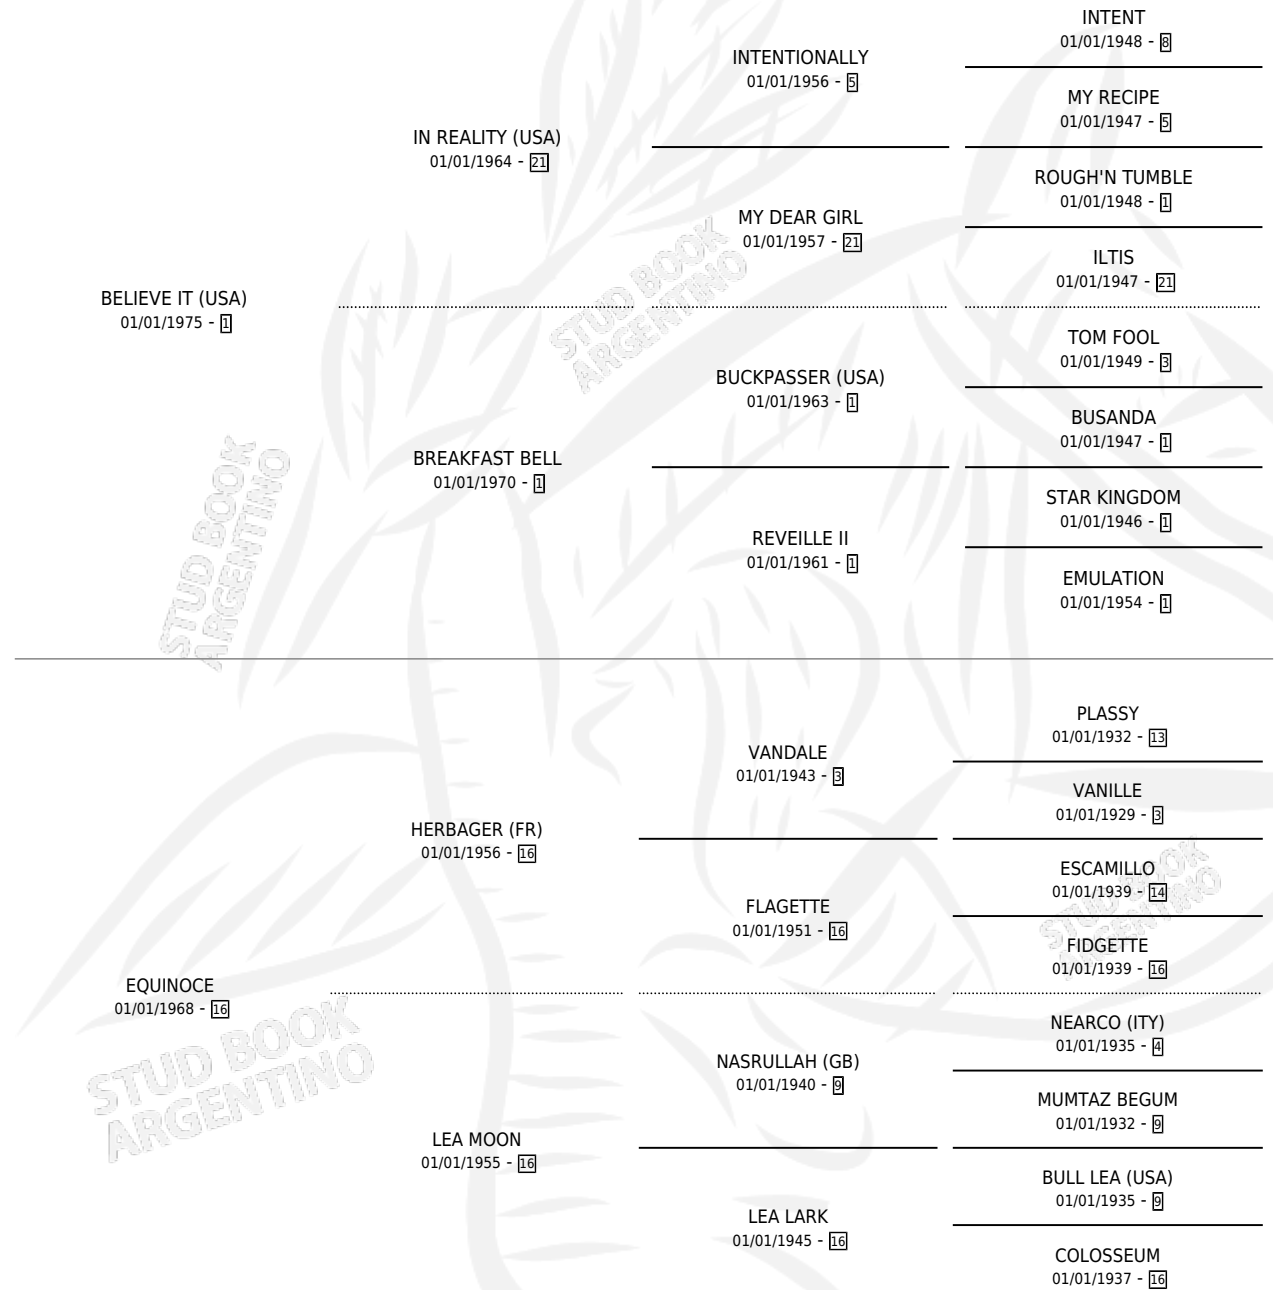 INTENT
01/01/1948 - 8
INTENTIONALLY
01/01/1956 - 5
MY RECIPE
01/01/1947 - 5
IN REALITY (USA)
01/01/1964 - 21
ROUGH'N TUMBLE
01/01/1948 - 1
MY DEAR GIRL
01/01/1957 - 21
ILTIS
01/01/1947 - 21
BELIEVE IT (USA)
01/01/1975 - 1
TOM FOOL
01/01/1949 - 3
BUCKPASSER (USA)
01/01/1963 - 1
BUSANDA
01/01/1947 - 1
BREAKFAST BELL
01/01/1970 - 1
STAR KINGDOM
01/01/1946 - 1
REVEILLE II
01/01/1961 - 1
EMULATION
01/01/1954 - 1
STUD BOOK
ARGENTINO
STUD BOOK
ARGENTINO
PLASSY
01/01/1932 - 13
VANDALE
01/01/1943 - 3
VANILLE
01/01/1929 - 3
HERBAGER (FR)
01/01/1956 - 16
ESCAMILLO
01/01/1939 - 14
FLAGETTE
01/01/1951 - 16
FIDGETTE
01/01/1939 - 16
EQUINOCE
01/01/1968 - 16
NEARCO (ITY)
01/01/1935 - 4
NASRULLAH (GB)
01/01/1940 - 9
MUMTAZ BEGUM
01/01/1932 - 9
LEA MOON
01/01/1955 - 16
BULL LEA (USA)
01/01/1935 - 9
LEA LARK
01/01/1945 - 16
COLOSSEUM
01/01/1937 - 16
STUD BOOK
ARGENTINO
STUD BOOK
ARGENTINO